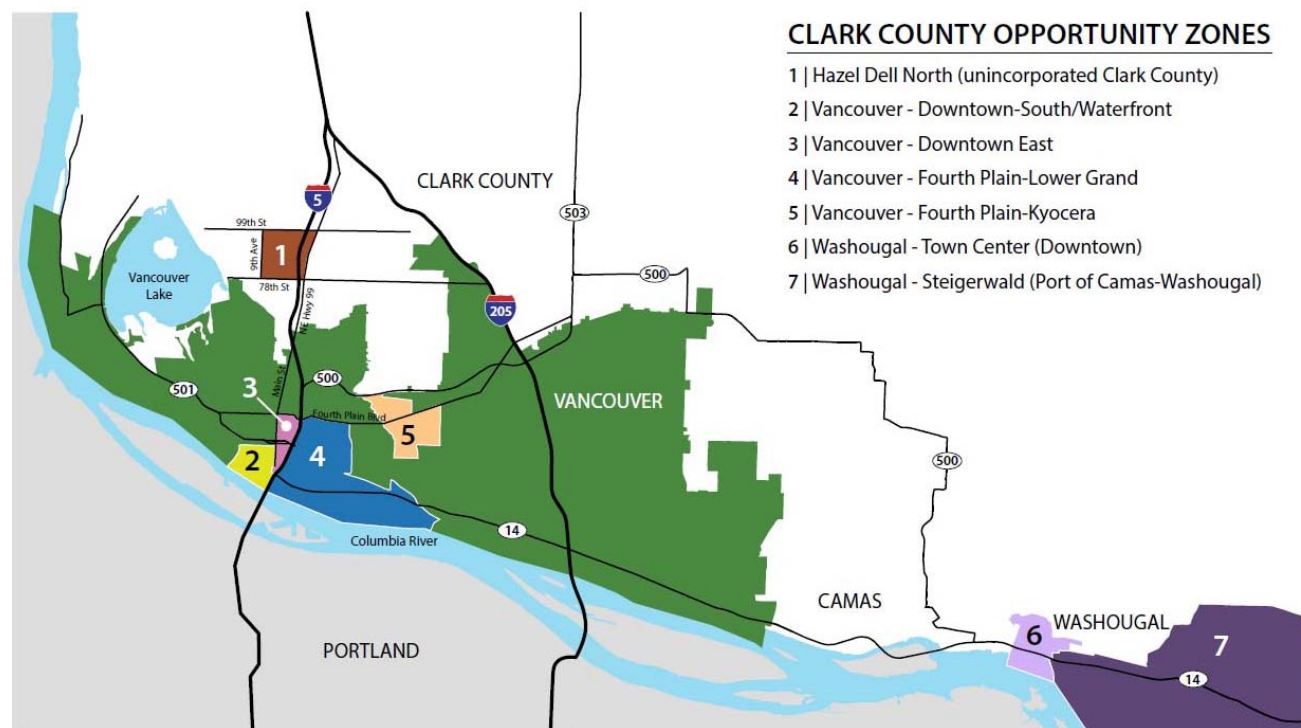 CLARK COUNTY OPPORTUNITY ZONES
1 | Hazel Dell North (unincorporated Clark County)
2 | Vancouver - Downtown-South/Waterfront
3 | Vancouver - Downtown East
4 | Vancouver - Fourth Plain-Lower Grand
5 | Vancouver - Fourth Plain-Kyocera
6 | Washougal - Town Center (Downtown)
7 | Washougal - Steigerwald (Port of Camas-Washougal)
CLARK COUNTY
5
503
99th St
9th Ave
1
Vancouver
Lake
78th St
500
205
NE Hwy 99
501
Main St
3
500
VANCOUVER
Fourth Plain Blvd
5
2
4
500
14
Columbia River
CAMAS
WASHOUGAL
6
7
PORTLAND
14